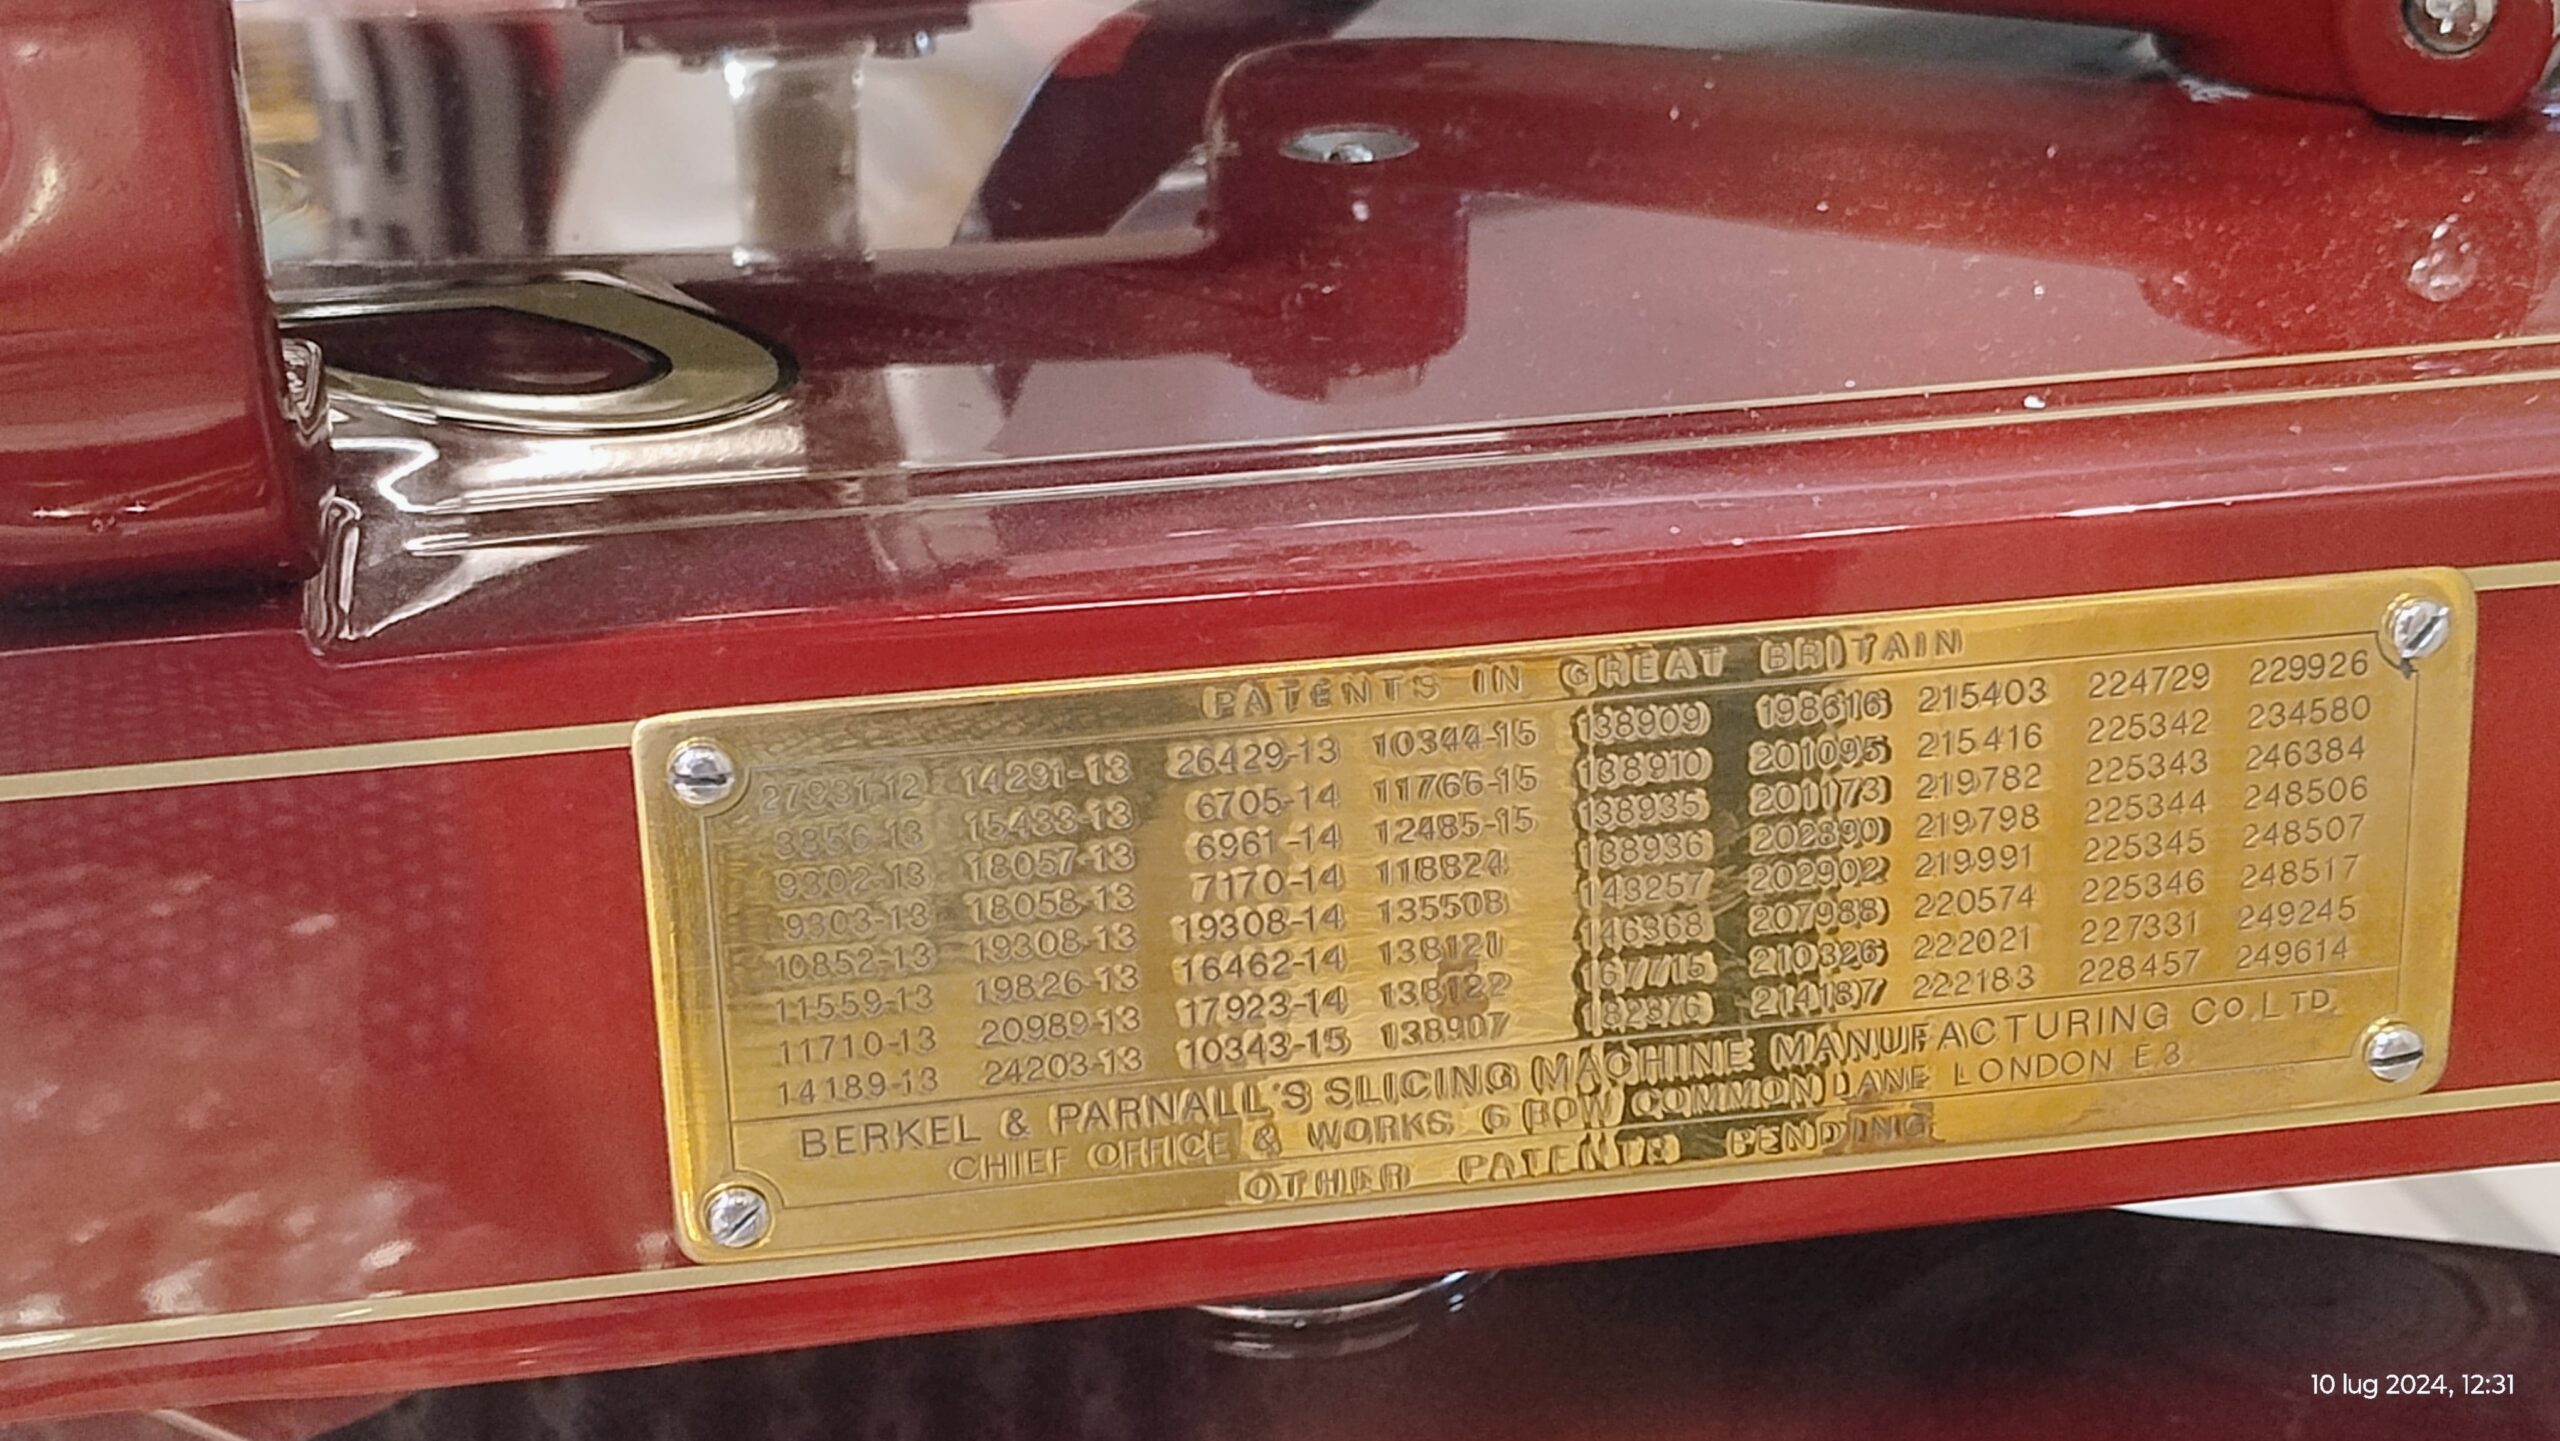 PATENTS IN GREAT BRITAIN
27931-12 14291-13 26429-13 10344-15 138909 198616 215403 224729 229926
3856-13 15433-13 6705-14 11766-15 138910 201095 215416 225342 234580
9302-13 18057-13 6961-14 12485-15 138935 201173 219782 225343 246384
9303-13 18058-13 7170-14 118824 138936 202890 219798 225344 248506
10852-13 19308-13 19308-14 135508 143257 202902 219991 225345 248507
11559-13 19826-13 16462-14 138121 146368 207988 220574 225346 248517
11710-13 20989-13 17923-14 138122 167715 210326 222021 227331 249245
14189-13 24203-13 10343-15 138907 182376 214187 222183 228457 249614
BERKEL & PARNALL'S SLICING MACHINE MANUFACTURING CO. LTD.
CHIEF OFFICE & WORKS. 6 BOW COMMON LANE LONDON E.3
OTHER PATENTS PENDING
10 lug 2024, 12:31